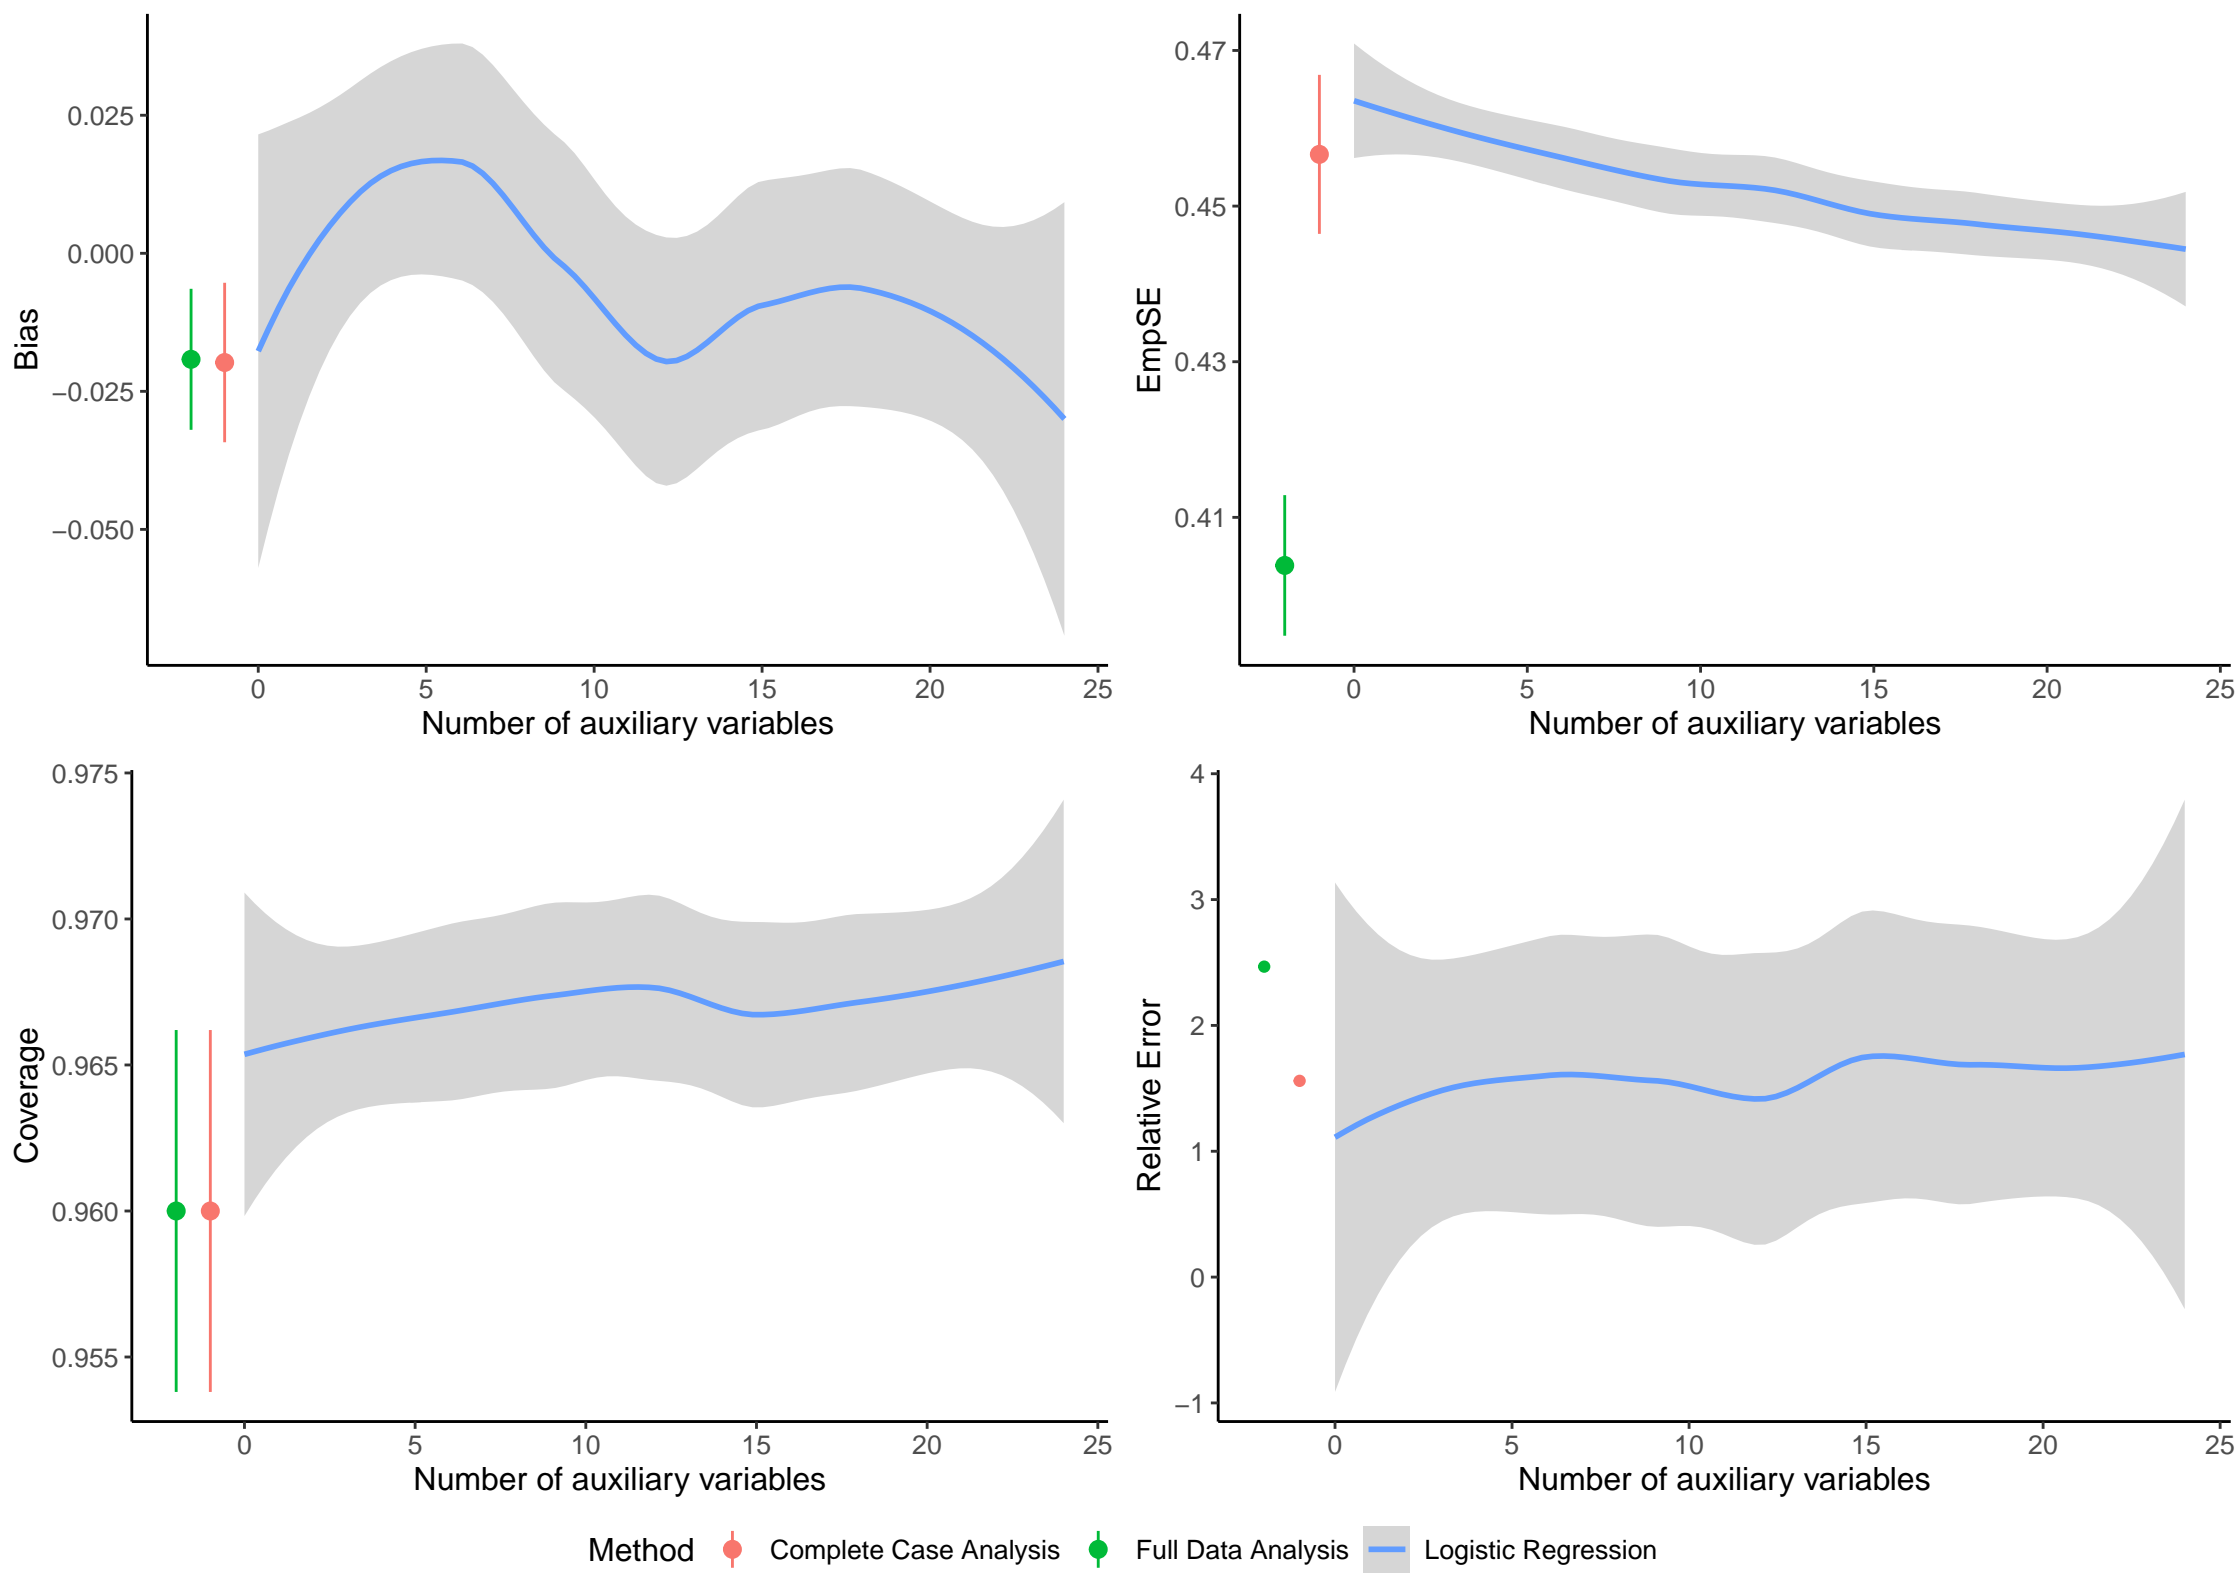 0.025
0.000
−0.025
−0.050
Bias
0 5 10 15 20 25
Number of auxiliary variables
0.47
0.45
0.43
0.41
EmpSE
0 5 10 15 20 25
Number of auxiliary variables
0.975
0.970
0.965
0.960
0.955
Coverage
0 5 10 15 20 25
Number of auxiliary variables
4
3
2
1
0
−1
Relative Error
0 5 10 15 20 25
Number of auxiliary variables
Method Complete Case Analysis Full Data Analysis Logistic Regression